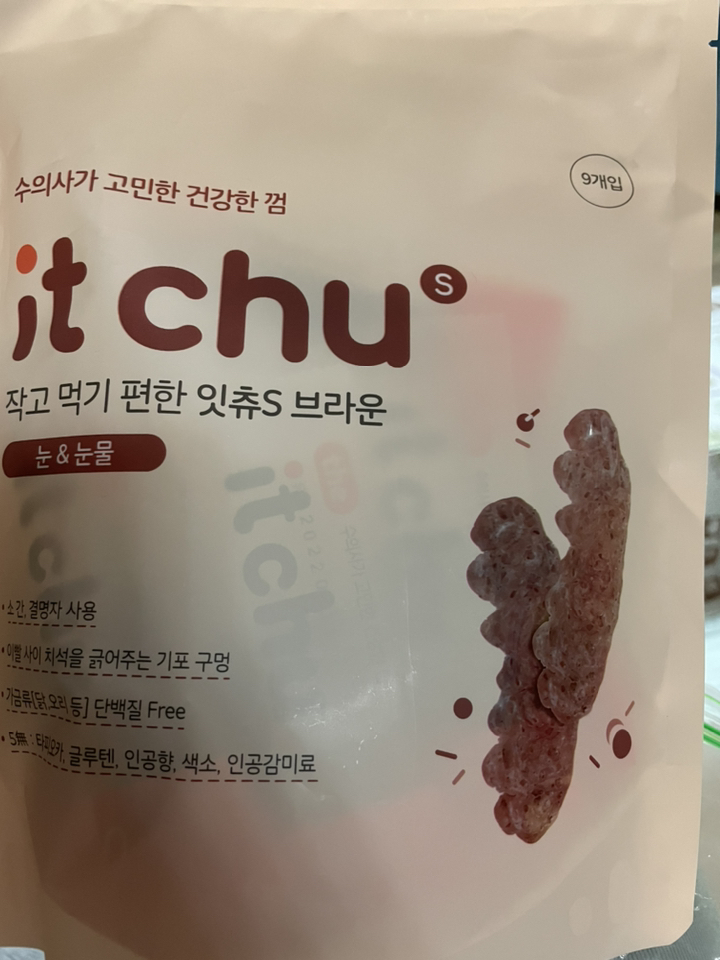 수의사가 고민한 건강한 껌
9개입
it chu S
작고 먹기 편한 잇츄S 브라운
눈 & 눈물
• 소간, 결명자 사용
• 이빨 사이 치석을 긁어주는 기포 구멍
• 가금류[닭, 오리 등] 단백질 Free
• 5無 : 타피오카, 글루텐, 인공향, 색소, 인공감미료
itch